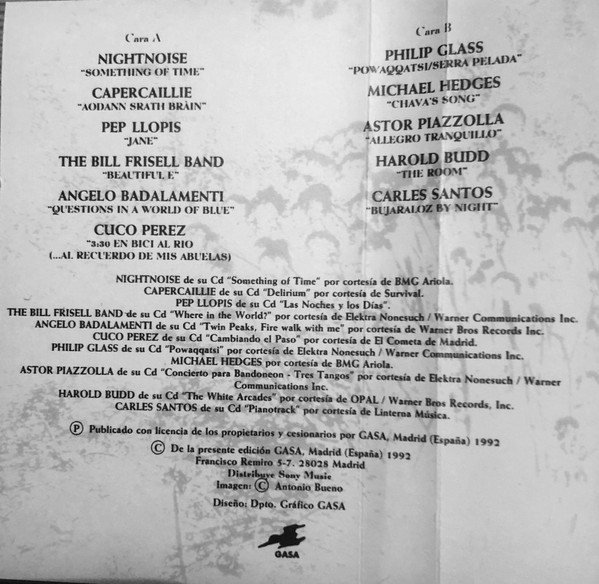 Cara A
NIGHTNOISE
"SOMETHING OF TIME"
CAPERCAILLIE
"AODANN SRATH BRÀIN"
PEP LLOPIS
"JANE"
THE BILL FRISELL BAND
"BEAUTIFUL E"
ANGELO BADALAMENTI
"QUESTIONS IN A WORLD OF BLUE"
CUCO PEREZ
"3:30 EN BICI AL RIO
(...AL RECUERDO DE MIS ABUELAS)
Cara B
PHILIP GLASS
"POWAQQATSI/SERRA PELADA"
MICHAEL HEDGES
"CHAVA'S SONG"
ASTOR PIAZZOLLA
"ALLEGRO TRANQUILLO"
HAROLD BUDD
"THE ROOM"
CARLES SANTOS
"BUJARALOZ BY NIGHT"
NIGHTNOISE de su Cd "Something of Time" por cortesía de BMG Ariola.
CAPERCAILLIE de su Cd "Delirium" por cortesía de Survival.
PEP LLOPIS de su Cd "Las Noches y los Días".
THE BILL FRISELL BAND de su Cd "Where in the World?" por cortesía de Elektra Nonesuch / Warner Communications Inc.
ANGELO BADALAMENTI de su Cd "Twin Peaks, Fire walk with me" por cortesía de Warner Bros Records Inc.
CUCO PEREZ de su Cd "Cambiando el Paso" por cortesía de El Cometa de Madrid.
PHILIP GLASS de su Cd "Powaqqatsi" por cortesía de Elektra Nonesuch / Warner Communications Inc.
MICHAEL HEDGES por cortesía de BMG Ariola.
ASTOR PIAZZOLLA de su Cd "Concierto para Bandoneon - Tres Tangos" por cortesía de Elektra Nonesuch / Warner
Communications Inc.
HAROLD BUDD de su Cd "The White Arcades" por cortesía de OPAL / Warner Bros Records, Inc.
CARLES SANTOS de su Cd "Pianotrack" por cortesía de Linterna Música.
Ⓟ Publicado con licencia de los propietarios y cesionarios por GASA, Madrid (España) 1992
© De la presente edición GASA, Madrid (España) 1992
Francisco Remiro 5-7. 28028 Madrid
Distribuye Sony Music
Imagen: © Antonio Bueno
Diseño: Dpto. Gráfico GASA
GASA